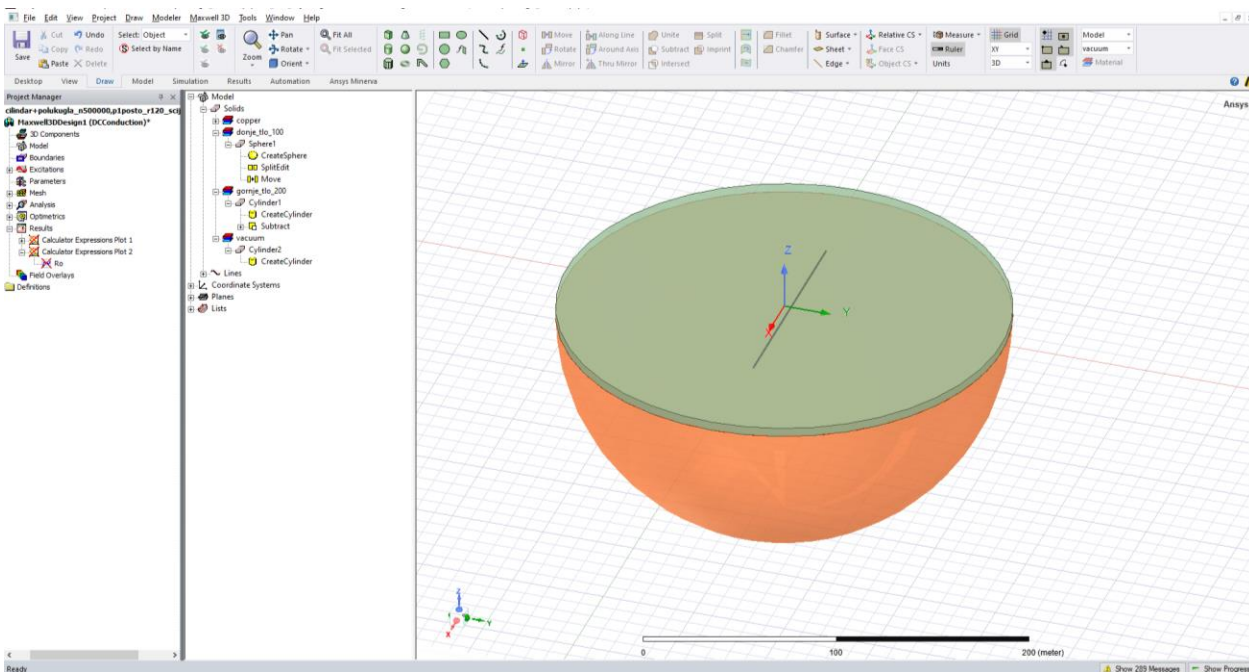 File Edit View Project Draw Modeler Maxwell 3D Tools Window Help
Save
Cut
Undo
Copy
Redo
Paste
Delete
Select: Object
Select by Name
Zoom
Pan
Rotate
Orient
Fit All
Fit Selected
Move
Rotate
Mirror
Along Line
Around Axis
Thru Mirror
Unite
Split
Subtract
Imprint
Intersect
Fillet
Chamfer
Surface
Sheet
Edge
Relative CS
Face CS
Object CS
Measure
Ruler
Units
Grid
XY
3D
Model
vacuum
Material
Desktop View Draw Model Simulation Results Automation Ansys Minerva
Project Manager
cilindar+polukugla_n500000,p1posto_r120_scij
Maxwell3DDesign1 (DCConduction)*
3D Components
Model
Boundaries
Excitations
Parameters
Mesh
Analysis
Optimetrics
Results
Calculator Expressions Plot 1
Calculator Expressions Plot 2
Ro
Field Overlays
Definitions
Model
Solids
copper
donje_tlo_100
Sphere1
CreateSphere
SplitEdit
Move
gornje_tlo_200
Cylinder1
CreateCylinder
Subtract
vacuum
Cylinder2
CreateCylinder
Lines
Coordinate Systems
Planes
Lists
Ansys
Z
Y
X
Z
Y
X
0 100 200 (meter)
Ready
Show 289 Messages
Show Progress